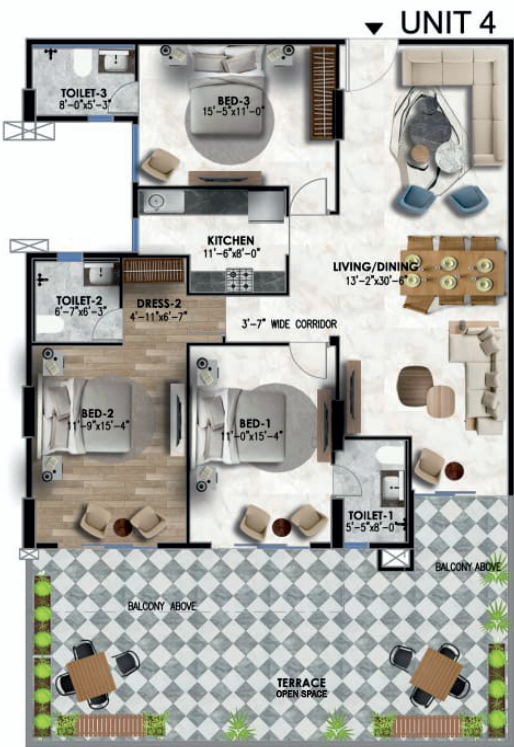 UNIT 4
TOILET-3
8'-0"x5'-3"
BED-3
15'-5"x11'-0"
KITCHEN
11'-6"x8'-0"
LIVING/DINING
13'-2"x30'-6"
TOILET-2
6'-7"x6'-3"
DRESS-2
4'-11"x6'-7"
3'-7" WIDE CORRIDOR
BED-2
11'-9"x15'-4"
BED-1
11'-0"x15'-4"
TOILET-1
5'-5"x8'-0"
BALCONY ABOVE
BALCONY ABOVE
TERRACE
OPEN SPACE